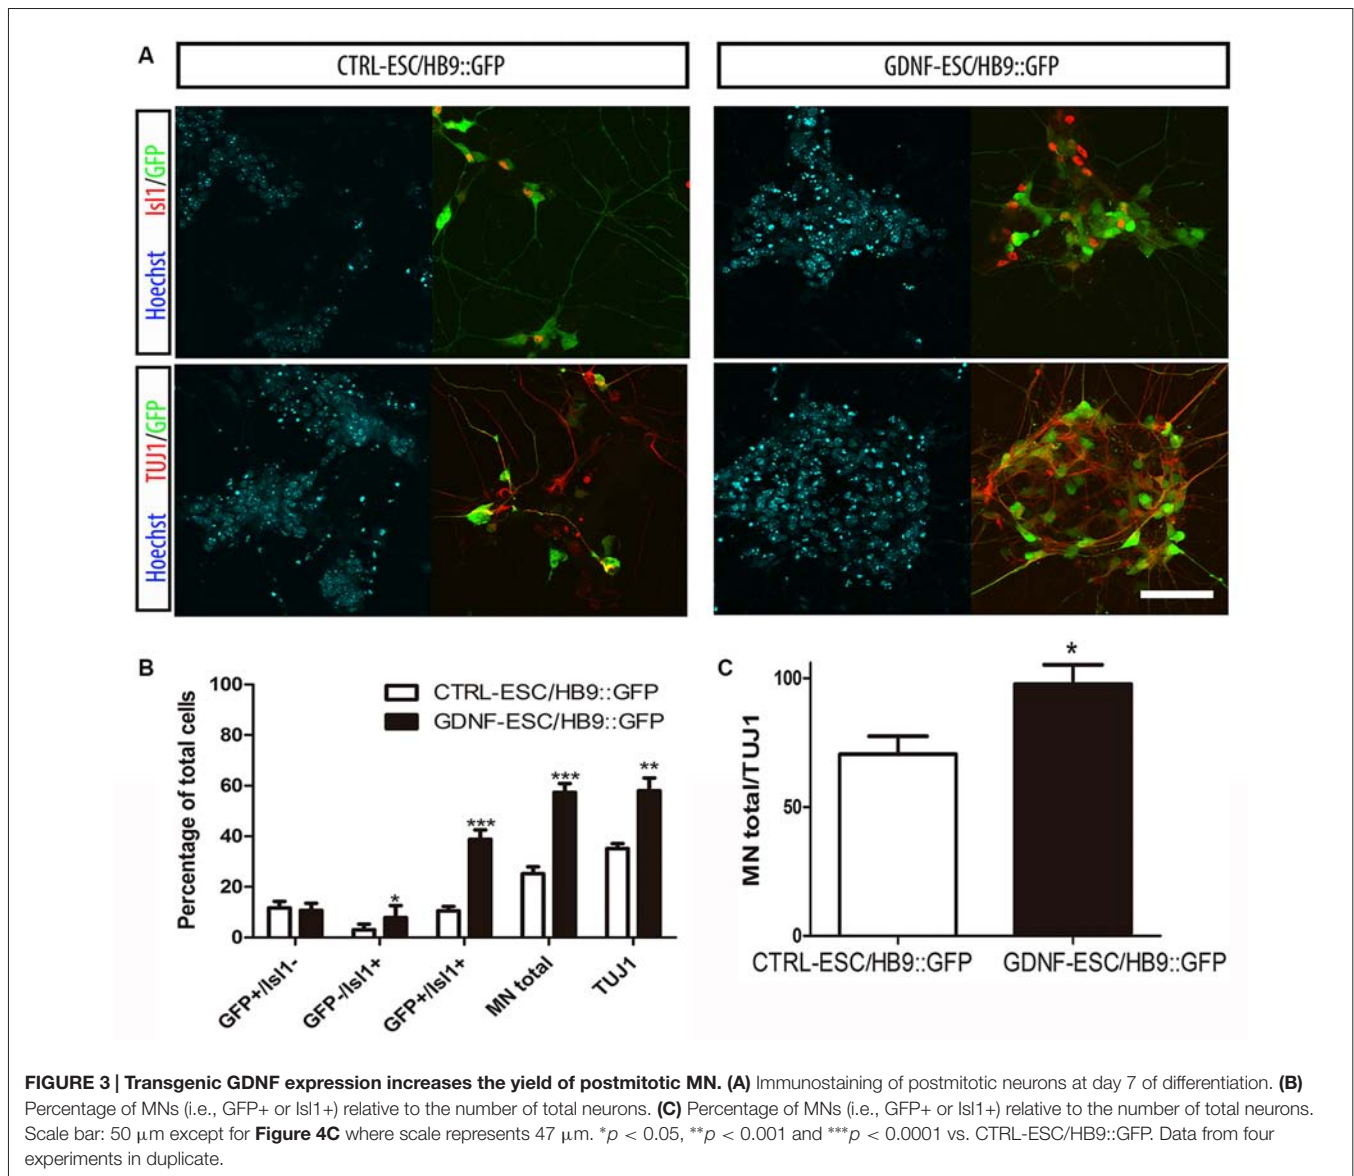 A
CTRL-ESC/HB9::GFP
GDNF-ESC/HB9::GFP
Hoechst Isl1/GFP
Hoechst TUJ1/GFP
B
Percentage of total cells
100
80
60
40
20
0
CTRL-ESC/HB9::GFP
GDNF-ESC/HB9::GFP
*
***
***
**
GFP+/Isl1-
GFP-/Isl1+
GFP+/Isl1+
MN total
TUJ1
C
MN total/TUJ1
100
50
0
*
CTRL-ESC/HB9::GFP
GDNF-ESC/HB9::GFP
FIGURE 3 | Transgenic GDNF expression increases the yield of postmitotic MN. (A) Immunostaining of postmitotic neurons at day 7 of differentiation. (B)
Percentage of MNs (i.e., GFP+ or Isl1+) relative to the number of total neurons. (C) Percentage of MNs (i.e., GFP+ or Isl1+) relative to the number of total neurons.
Scale bar: 50 μm except for Figure 4C where scale represents 47 μm. *p < 0.05, **p < 0.001 and ***p < 0.0001 vs. CTRL-ESC/HB9::GFP. Data from four
experiments in duplicate.